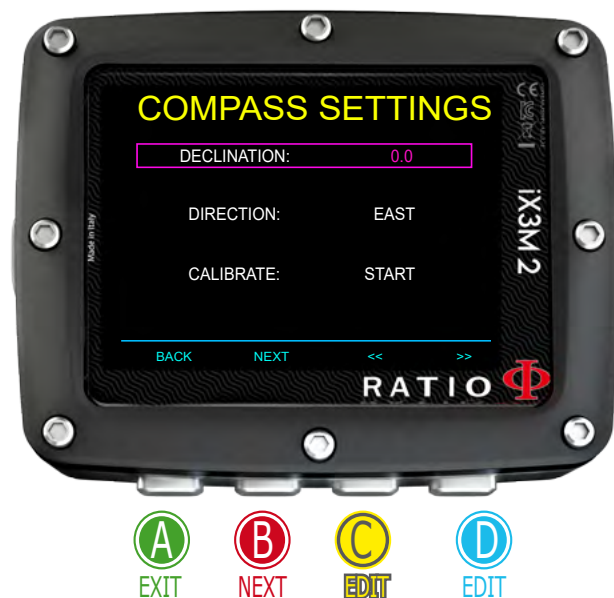 COMPASS SETTINGS
DECLINATION: 0.0
DIRECTION: EAST
CALIBRATE: START
BACK NEXT << >>
Made in Italy
iX3M 2
RATIO
A B C D
EXIT NEXT EDIT EDIT